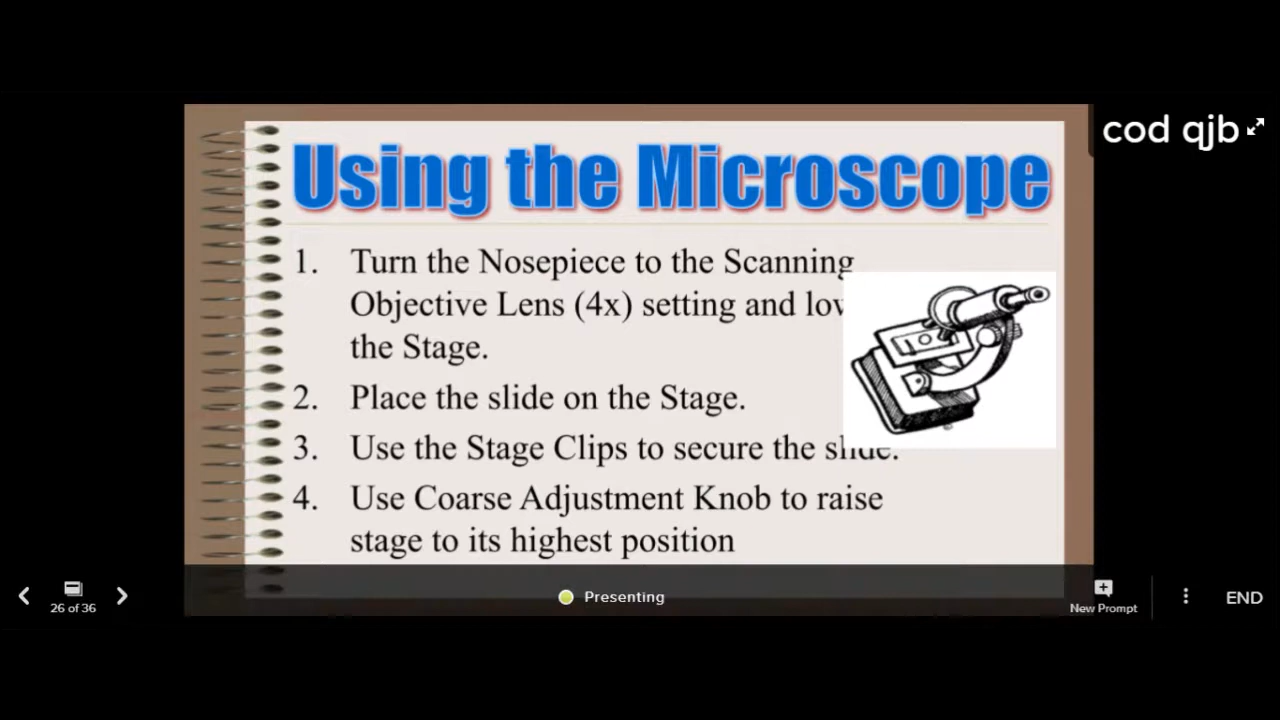 cod qjb
Using the Microscope
1. Turn the Nosepiece to the Scanning
Objective Lens (4x) setting and
the Stage.
2. Place the slide on the Stage.
3. Use the Stage Clips to secure the slide.
4. Use Coarse Adjustment Knob to raise
stage to its highest position
26 of 36
Presenting
New Prompt
END